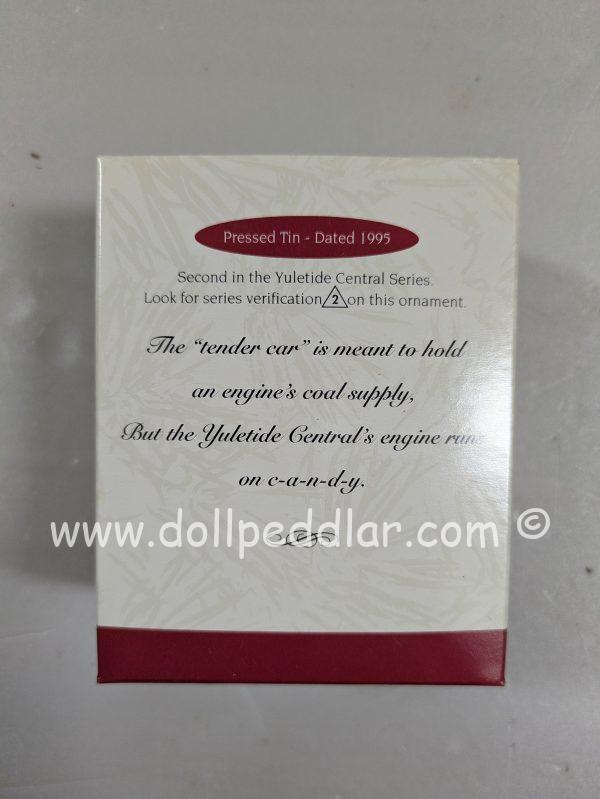 Pressed Tin - Dated 1995
Second in the Yuletide Central Series.
Look for series verification 2 on this ornament.
The "tender car" is meant to hold
an engine's coal supply,
But the Yuletide Central's engine runs
on c-a-n-d-y.
www.dollpeddlar.com ©